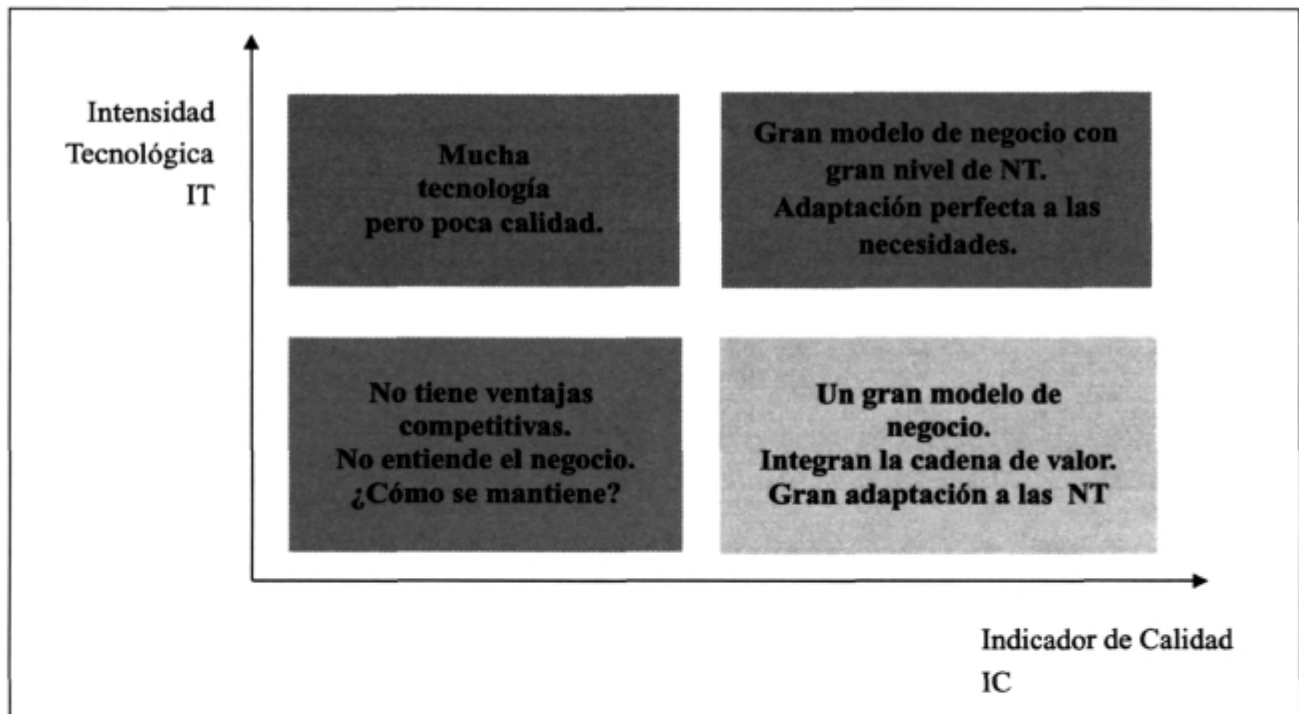 Intensidad
Tecnológica
IT
Mucha
tecnología
pero poca calidad.
Gran modelo de negocio con
gran nivel de NT.
Adaptación perfecta a las
necesidades.
No tiene ventajas
competitivas.
No entiende el negocio.
¿Cómo se mantiene?
Un gran modelo de
negocio.
Integran la cadena de valor.
Gran adaptación a las NT
Indicador de Calidad
IC